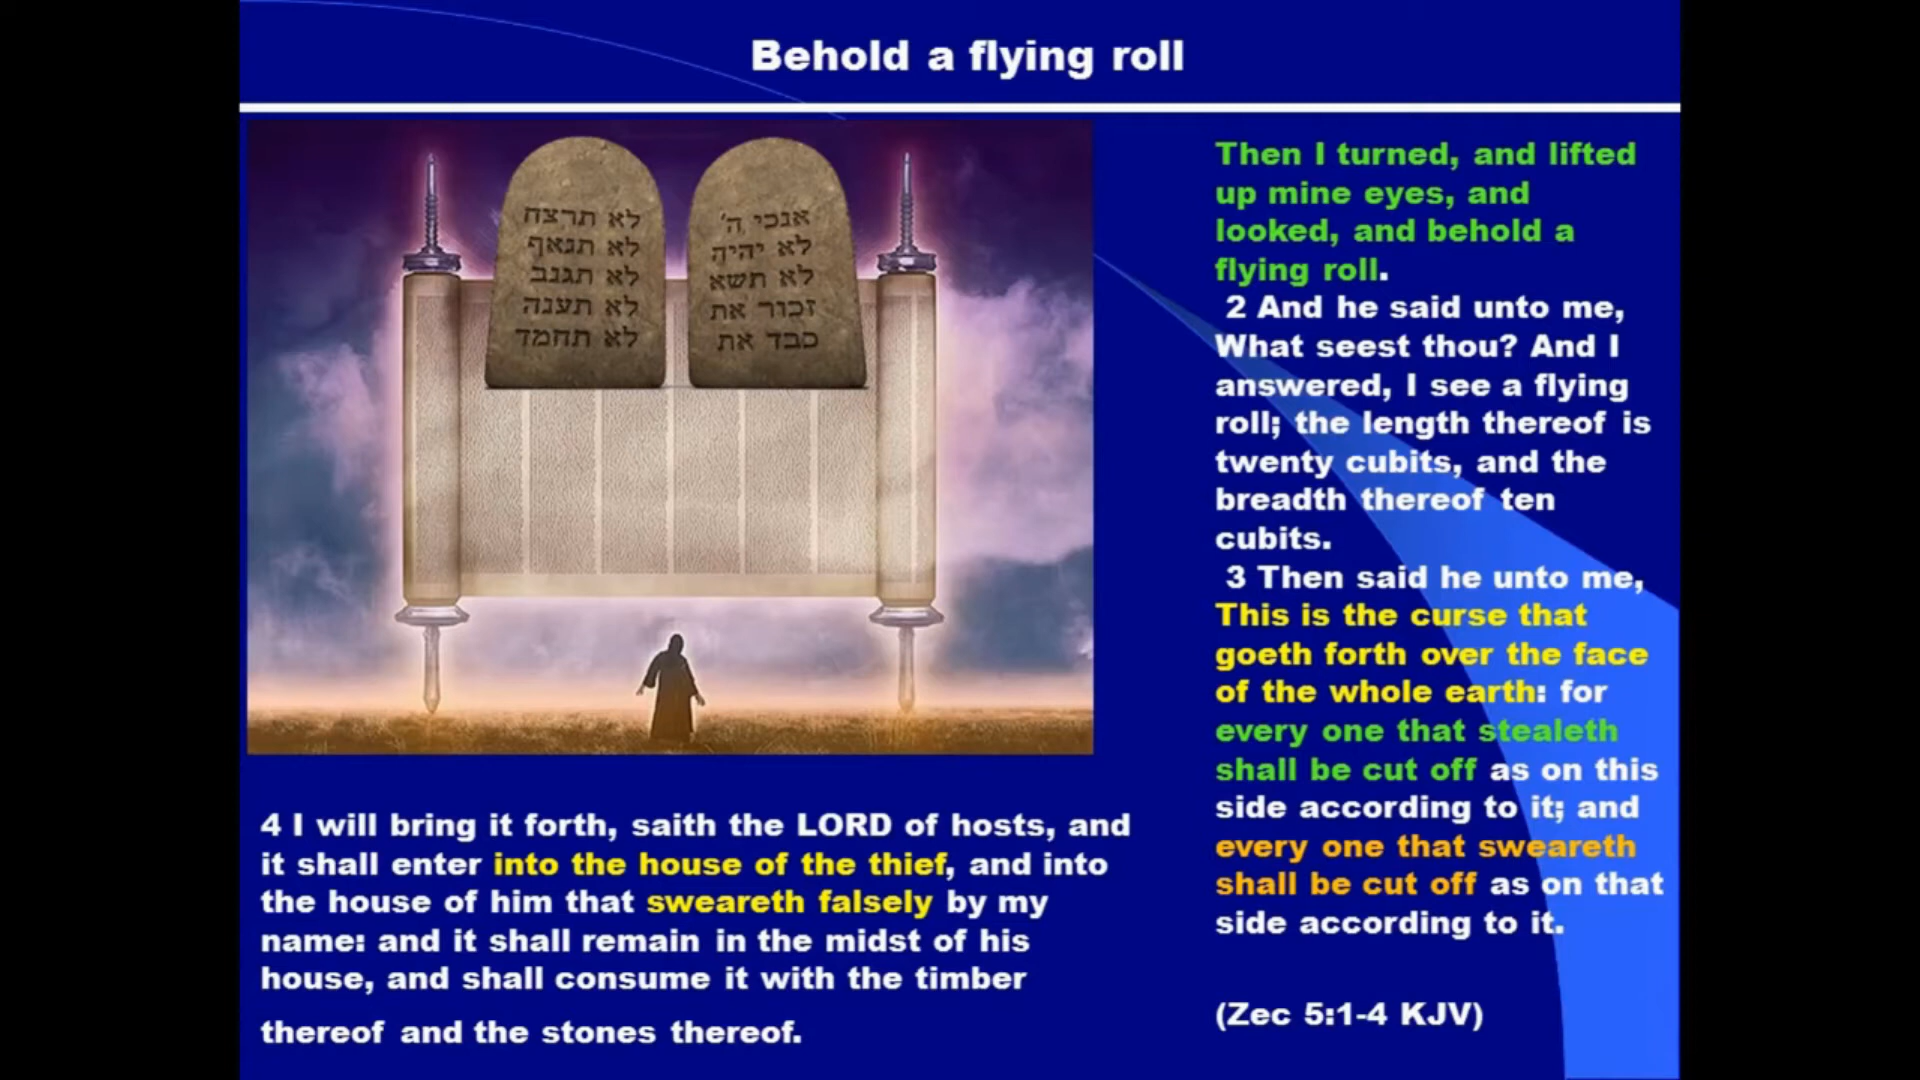 Behold a flying roll
אנכי ה'
לא יהיה
לא תשא
זכור את
כבד את
לא תרצח
לא תנאף
לא תגנב
לא תענה
לא תחמד
Then I turned, and lifted
up mine eyes, and
looked, and behold a
flying roll.
2 And he said unto me,
What seest thou? And I
answered, I see a flying
roll; the length thereof is
twenty cubits, and the
breadth thereof ten
cubits.
3 Then said he unto me,
This is the curse that
goeth forth over the face
of the whole earth: for
every one that stealeth
shall be cut off as on this
side according to it; and
every one that sweareth
shall be cut off as on that
side according to it.
4 I will bring it forth, saith the LORD of hosts, and
it shall enter into the house of the thief, and into
the house of him that sweareth falsely by my
name: and it shall remain in the midst of his
house, and shall consume it with the timber
thereof and the stones thereof.
(Zec 5:1-4 KJV)